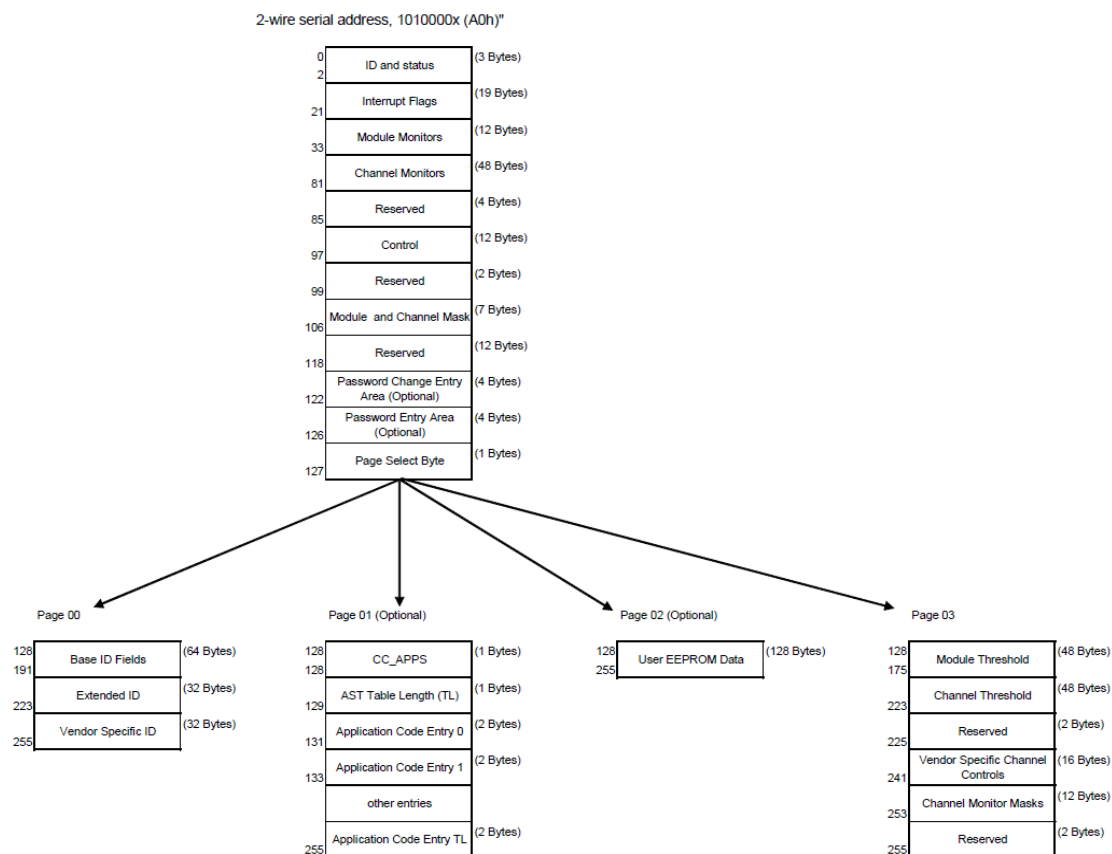 2-wire serial address, 1010000x (A0h)"
0
2
ID and status
(3 Bytes)
21
Interrupt Flags
(19 Bytes)
33
Module Monitors
(12 Bytes)
81
Channel Monitors
(48 Bytes)
85
Reserved
(4 Bytes)
97
Control
(12 Bytes)
99
Reserved
(2 Bytes)
106
Module and Channel Mask
(7 Bytes)
118
Reserved
(12 Bytes)
122
Password Change Entry
Area (Optional)
(4 Bytes)
126
Password Entry Area
(Optional)
(4 Bytes)
127
Page Select Byte
(1 Bytes)
Page 00
128
191
Base ID Fields
(64 Bytes)
223
Extended ID
(32 Bytes)
255
Vendor Specific ID
(32 Bytes)
Page 01 (Optional)
128
128
CC_APPS
(1 Bytes)
129
AST Table Length (TL)
(1 Bytes)
131
Application Code Entry 0
(2 Bytes)
133
Application Code Entry 1
(2 Bytes)
other entries
255
Application Code Entry TL
(2 Bytes)
Page 02 (Optional)
128
255
User EEPROM Data
(128 Bytes)
Page 03
128
175
Module Threshold
(48 Bytes)
223
Channel Threshold
(48 Bytes)
225
Reserved
(2 Bytes)
241
Vendor Specific Channel
Controls
(16 Bytes)
253
Channel Monitor Masks
(12 Bytes)
255
Reserved
(2 Bytes)